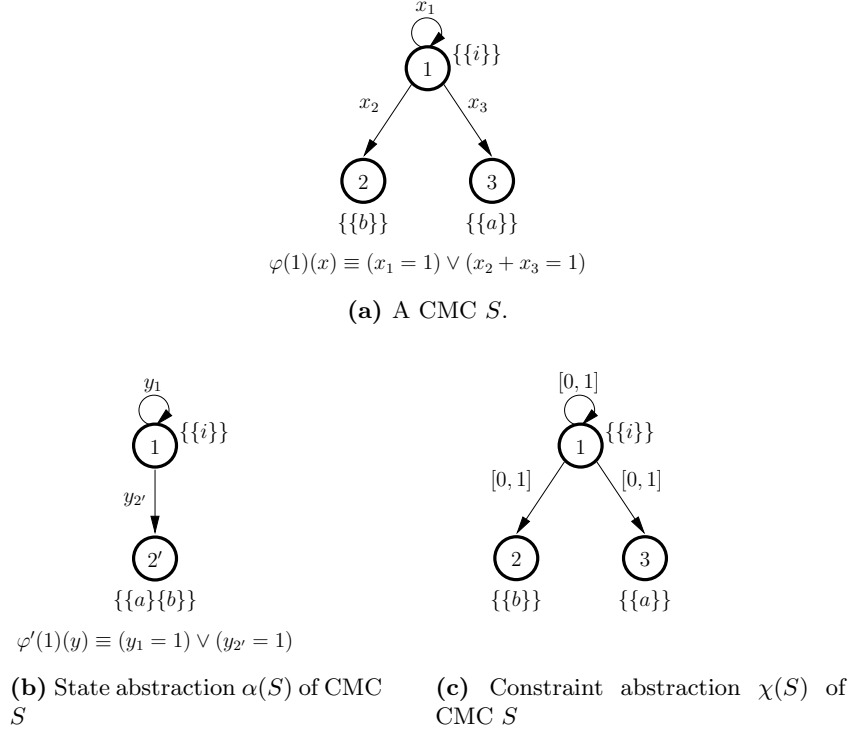 x₁
1 {{i}}
x₂ x₃
2 3
{{b}} {{a}}
φ(1)(x) ≡ (x₁ = 1) ∨ (x₂ + x₃ = 1)
(a) A CMC S.
y₁
1 {{i}}
y₂′
2′
{{a}{b}}
φ′(1)(y) ≡ (y₁ = 1) ∨ (y₂′ = 1)
(b) State abstraction α(S) of CMC
S
[0, 1]
1 {{i}}
[0, 1] [0, 1]
2 3
{{b}} {{a}}
(c) Constraint abstraction χ(S) of
CMC S